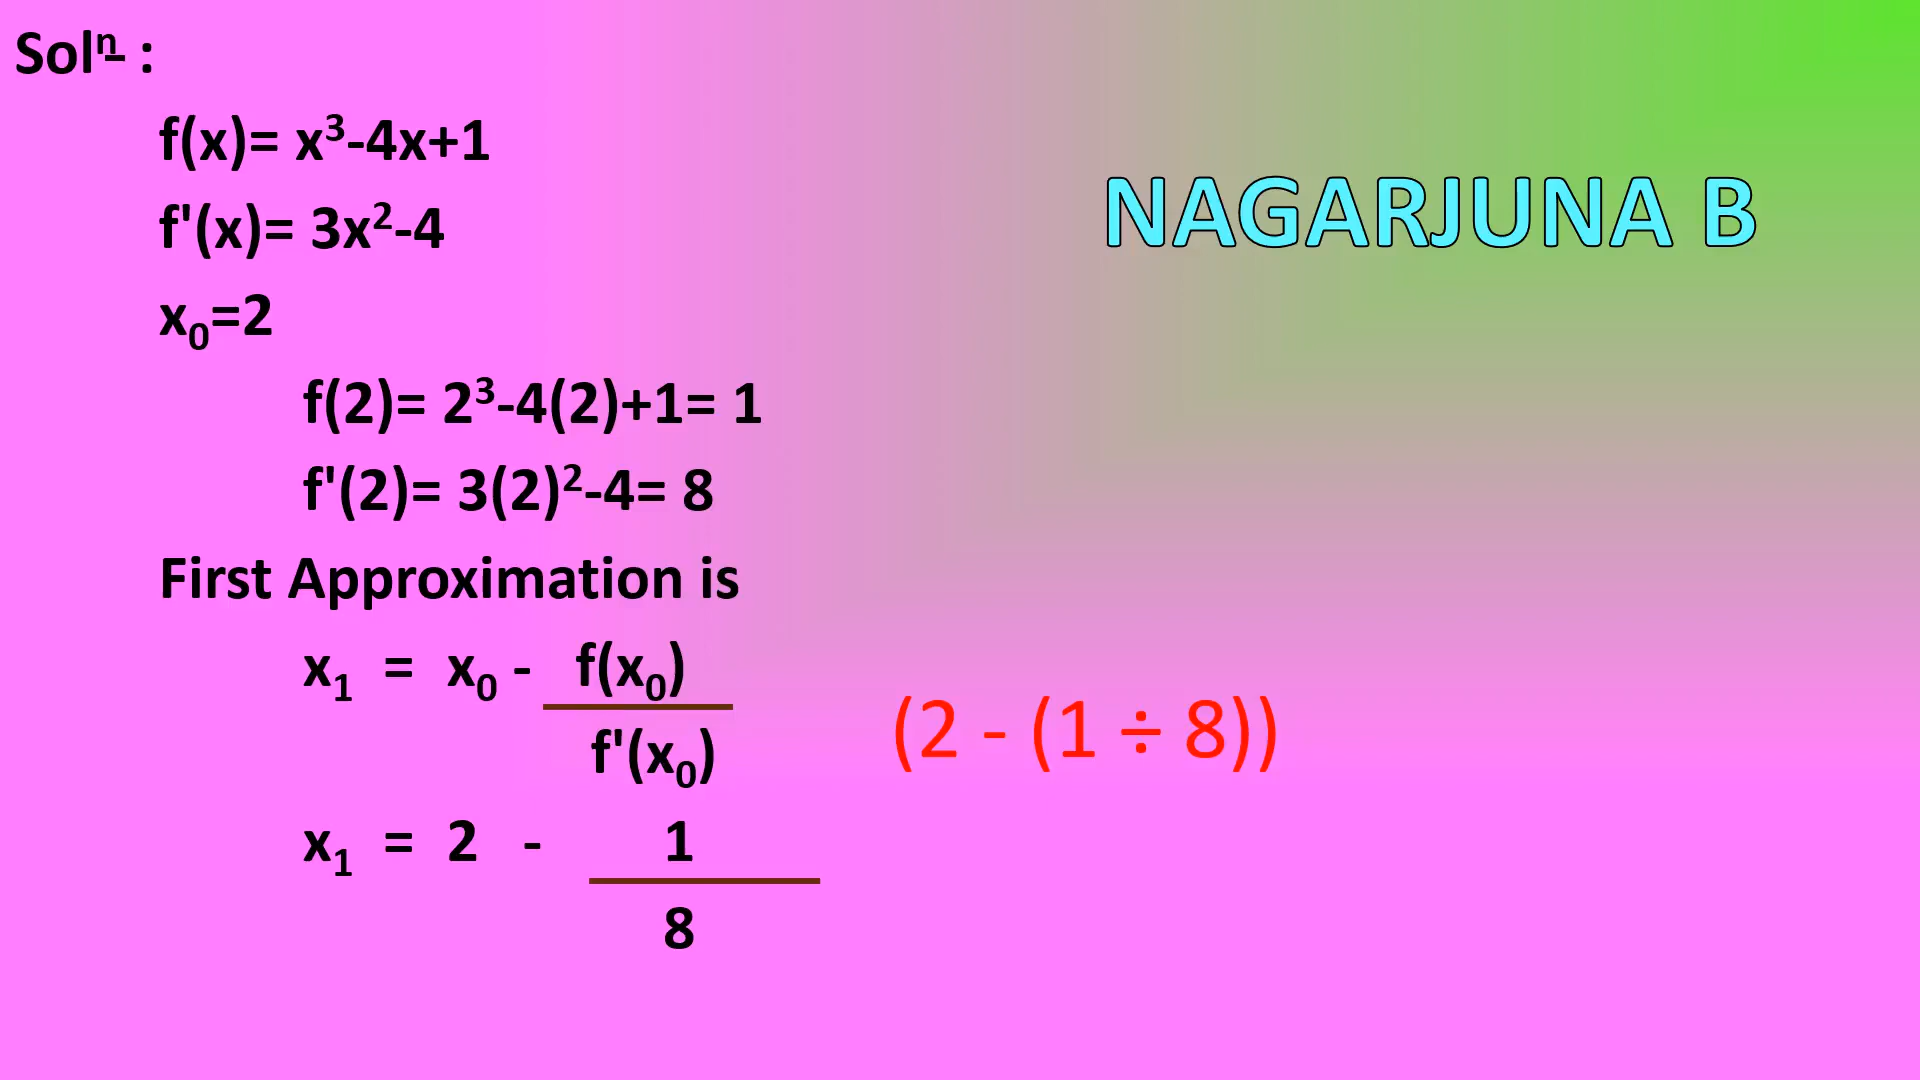 Solⁿ :
f(x)= x³-4x+1
NAGARJUNA B
f'(x)= 3x²-4
x₀=2
f(2)= 2³-4(2)+1= 1
f'(2)= 3(2)²-4= 8
First Approximation is
x₁ = x₀ - f(x₀)
f'(x₀)
(2 - (1 ÷ 8))
x₁ = 2 - 1
8